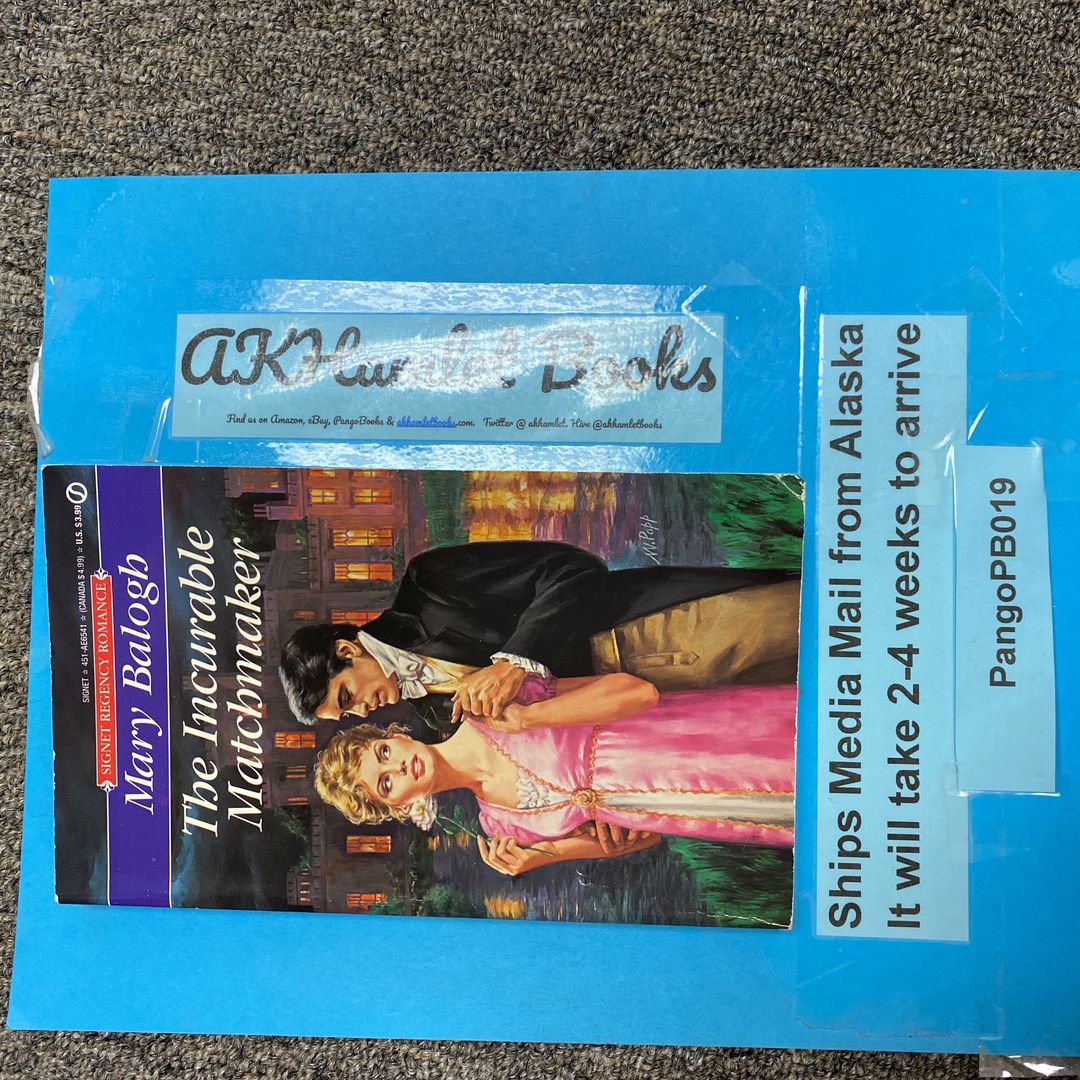 AKHamlet Books
Find us on Amazon, eBay, PangoBooks & akhamletbooks.com. Twitter @ akhamlet. Hive @akhamletbooks
SIGNET ☆ 451-AE6541 ☆ (CANADA $4.99) ☆ U.S. $3.99
SIGNET REGENCY ROMANCE
Mary Balogh
The Incurable
Matchmaker
W.Popp
Ships Media Mail from Alaska
It will take 2-4 weeks to arrive
PangoPB019